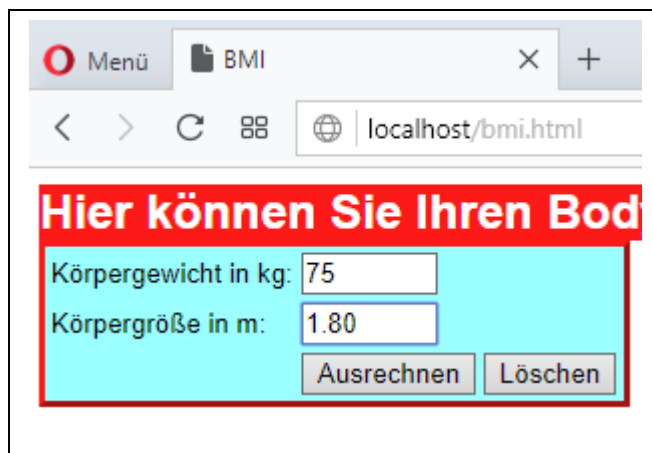 Menü BMI
localhost/bmi.html
Hier können Sie Ihren Body
Körpergewicht in kg: 75
Körpergröße in m: 1.80
Ausrechnen Löschen